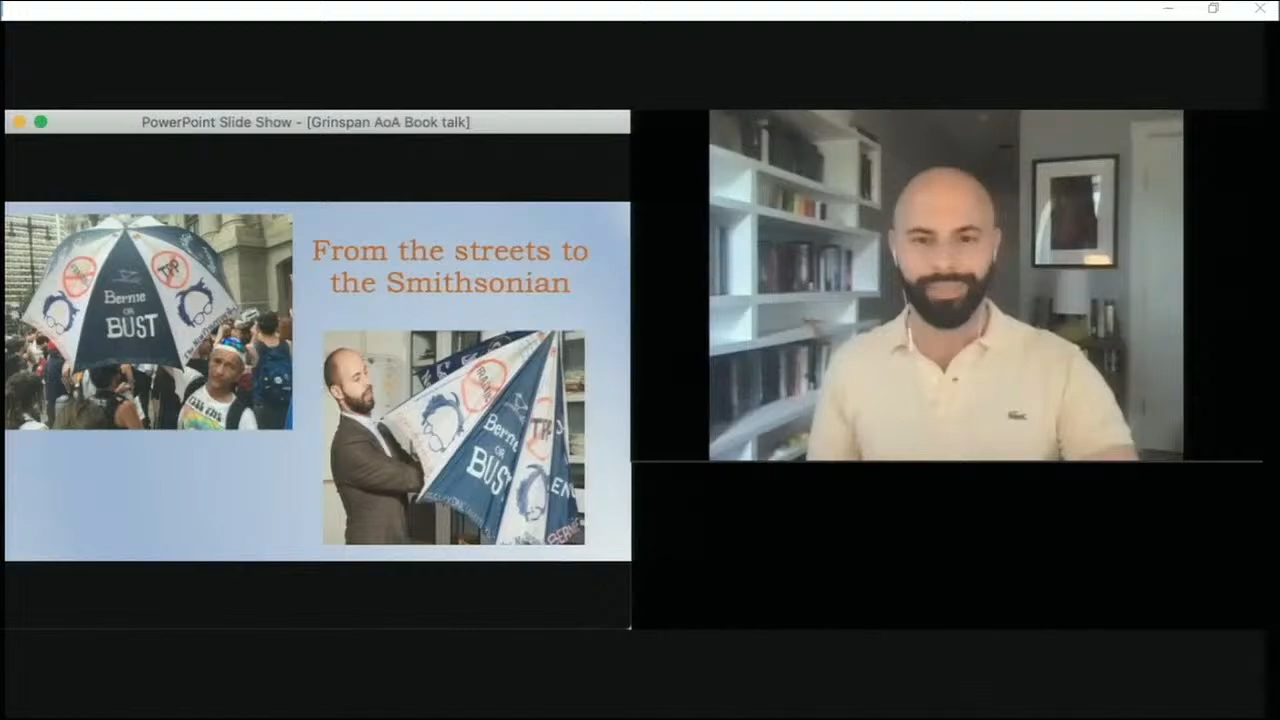 PowerPoint Slide Show - [Grinspan AoA Book talk]
From the streets to
the Smithsonian
TPP
Bernie
OR
BUST
TPP
Bernie
OR
BUST
BERNIE